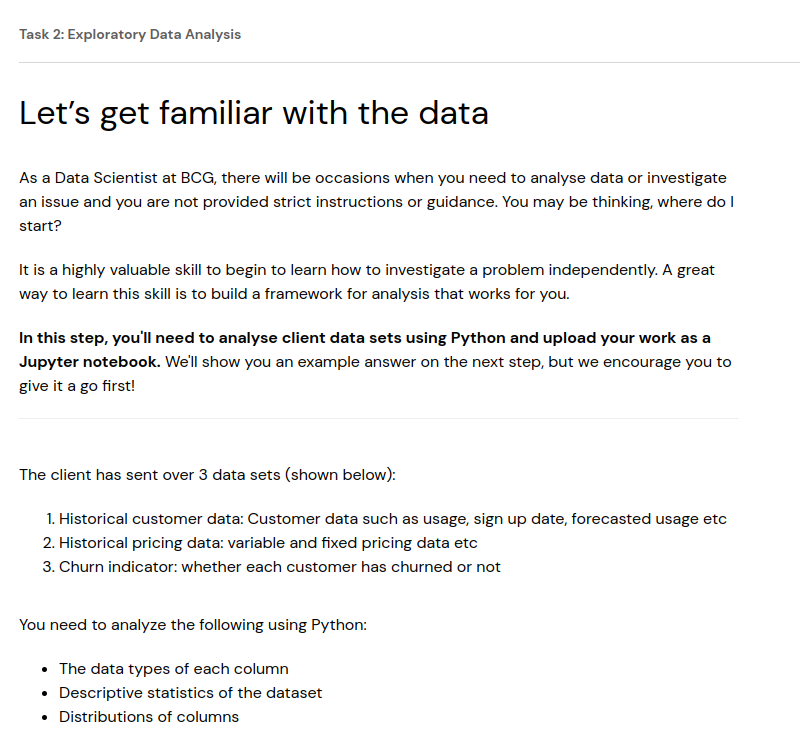 Task 2: Exploratory Data Analysis
Let’s get familiar with the data
As a Data Scientist at BCG, there will be occasions when you need to analyse data or investigate
an issue and you are not provided strict instructions or guidance. You may be thinking, where do I
start?
It is a highly valuable skill to begin to learn how to investigate a problem independently. A great
way to learn this skill is to build a framework for analysis that works for you.
In this step, you'll need to analyse client data sets using Python and upload your work as a
Jupyter notebook. We'll show you an example answer on the next step, but we encourage you to
give it a go first!
The client has sent over 3 data sets (shown below):
1. Historical customer data: Customer data such as usage, sign up date, forecasted usage etc
2. Historical pricing data: variable and fixed pricing data etc
3. Churn indicator: whether each customer has churned or not
You need to analyze the following using Python:
• The data types of each column
• Descriptive statistics of the dataset
• Distributions of columns